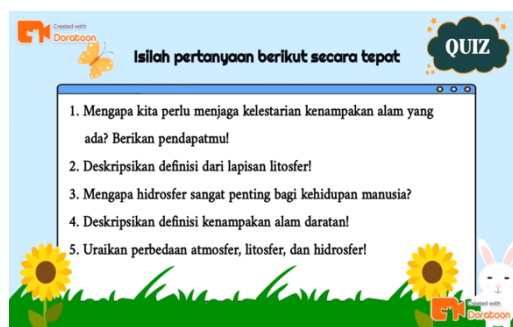 Created with
Doratoon
Isilah pertanyaan berikut secara tepat
QUIZ
1. Mengapa kita perlu menjaga kelestarian kenampakan alam yang
ada? Berikan pendapatmu!
2. Deskripsikan definisi dari lapisan litosfer!
3. Mengapa hidrosfer sangat penting bagi kehidupan manusia?
4. Deskripsikan definisi kenampakan alam daratan!
5. Uraikan perbedaan atmosfer, litosfer, dan hidrosfer!
Created with
Doratoon